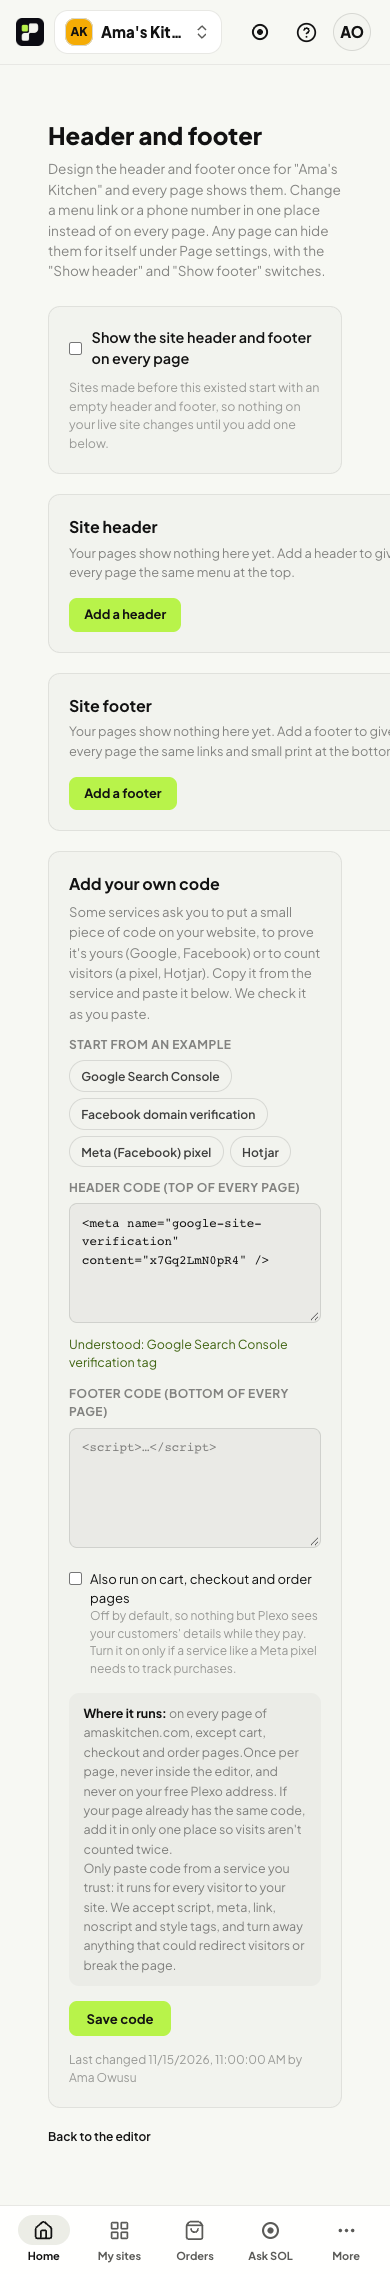 AK Ama's Kit... AO
Header and footer
Design the header and footer once for "Ama's
Kitchen" and every page shows them. Change
a menu link or a phone number in one place
instead of on every page. Any page can hide
them for itself under Page settings, with the
"Show header" and "Show footer" switches.
Show the site header and footer
on every page
Sites made before this existed start with an
empty header and footer, so nothing on
your live site changes until you add one
below.
Site header
Your pages show nothing here yet. Add a header to giv
every page the same menu at the top.
Add a header
Site footer
Your pages show nothing here yet. Add a footer to give
every page the same links and small print at the bottor
Add a footer
Add your own code
Some services ask you to put a small
piece of code on your website, to prove
it's yours (Google, Facebook) or to count
visitors (a pixel, Hotjar). Copy it from the
service and paste it below. We check it
as you paste.
START FROM AN EXAMPLE
Google Search Console
Facebook domain verification
Meta (Facebook) pixel Hotjar
HEADER CODE (TOP OF EVERY PAGE)
<meta name="google-site-
verification"
content="x7Gq2LmN0pR4" />
Understood: Google Search Console
verification tag
FOOTER CODE (BOTTOM OF EVERY
PAGE)
<script>…</script>
Also run on cart, checkout and order
pages
Off by default, so nothing but Plexo sees
your customers' details while they pay.
Turn it on only if a service like a Meta pixel
needs to track purchases.
Where it runs: on every page of
amaskitchen.com, except cart,
checkout and order pages.Once per
page, never inside the editor, and
never on your free Plexo address. If
your page already has the same code,
add it in only one place so visits aren't
counted twice.
Only paste code from a service you
trust: it runs for every visitor to your
site. We accept script, meta, link,
noscript and style tags, and turn away
anything that could redirect visitors or
break the page.
Save code
Last changed 11/15/2026, 11:00:00 AM by
Ama Owusu
Back to the editor
Home My sites Orders Ask SOL More